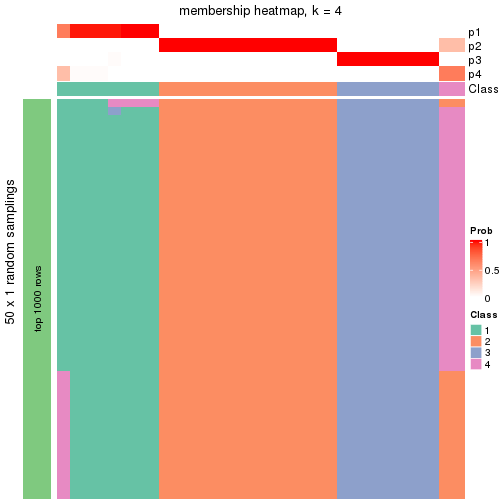 membership heatmap, k = 4
p1
p2
p3
p4
Class
50 x 1 random samplings
top 1000 rows
Prob
1
0.5
0
Class
1
2
3
4